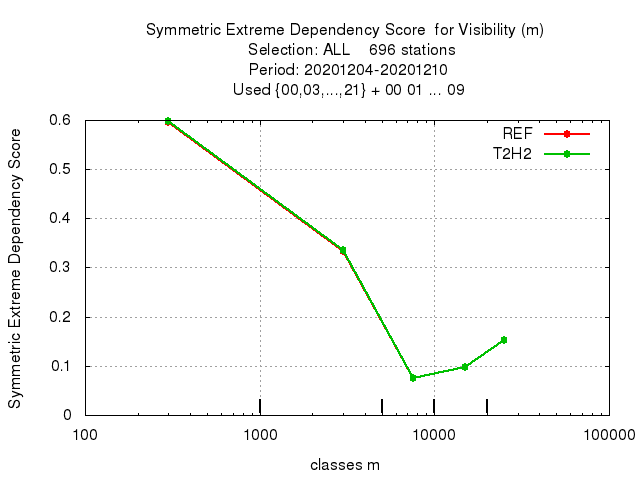 Symmetric Extreme Dependency Score  for Visibility (m)
Selection: ALL    696 stations
Period: 20201204-20201210
Used {00,03,...,21} + 00 01 ... 09
REF
T2H2
Symmetric Extreme Dependency Score
0.6
0.5
0.4
0.3
0.2
0.1
0
100
1000
10000
100000
classes m